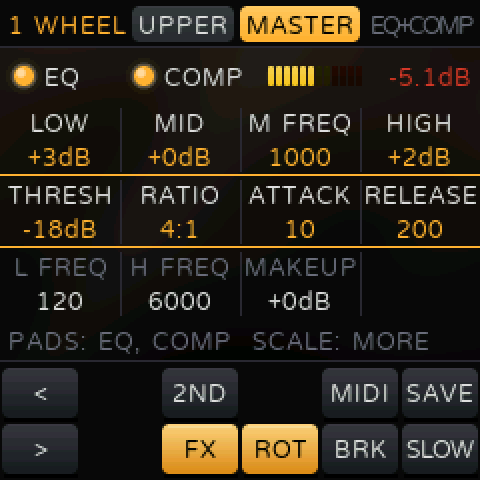 1 WHEEL UPPER MASTER EQ+COMP
EQ COMP -5.1dB
LOW MID M FREQ HIGH
+3dB +0dB 1000 +2dB
THRESH RATIO ATTACK RELEASE
-18dB 4:1 10 200
L FREQ H FREQ MAKEUP
120 6000 +0dB
PADS: EQ, COMP SCALE: MORE
< 2ND MIDI SAVE
> FX ROT BRK SLOW